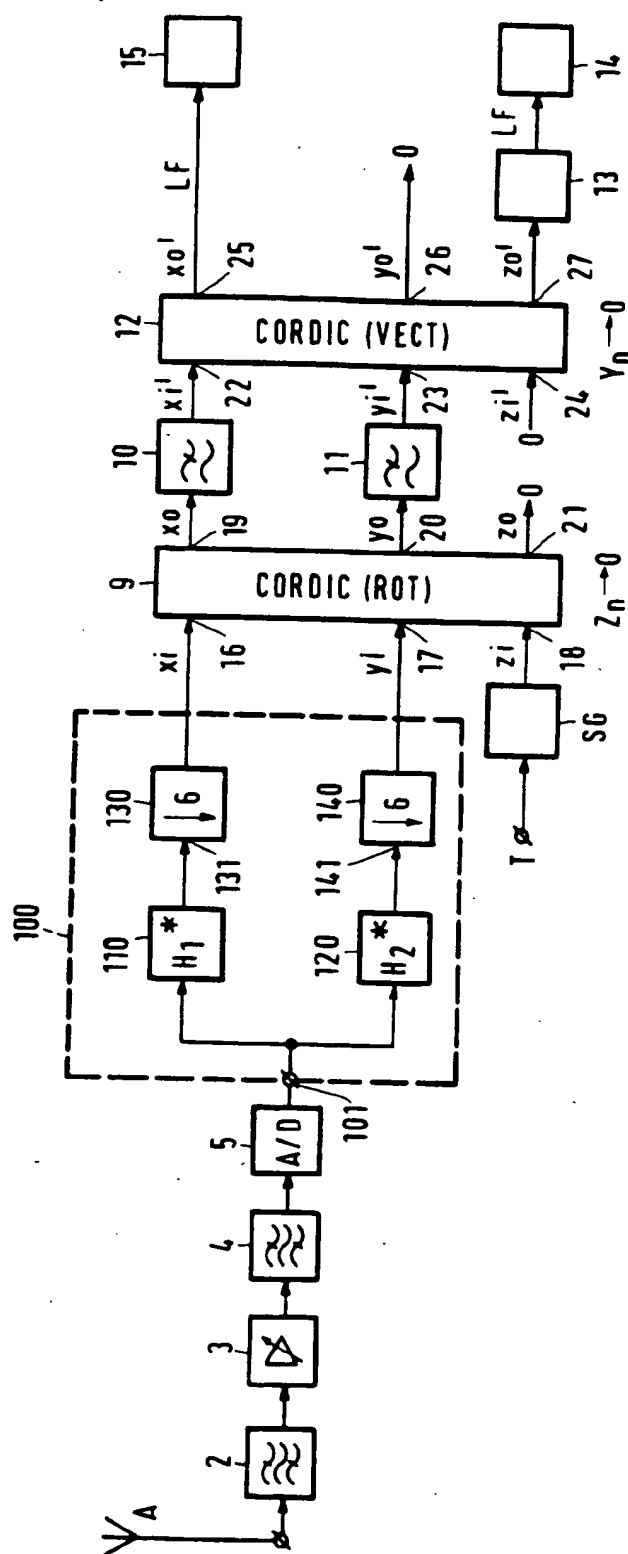 A
2
3
4
5
A/D
101
100
110
H1*
120
H2*
130
131
↓6
140
141
↓6
T
SG
xi
16
yi
17
zi
18
9
CORDIC (ROT)
Zn→0
xo
19
yo
20
zo
21
0
10
11
xi'
22
yi'
23
0
zi'
24
12
CORDIC (VECT)
Yn→0
xo'
25
yo'
26
0
zo'
27
LF
15
13
LF
14